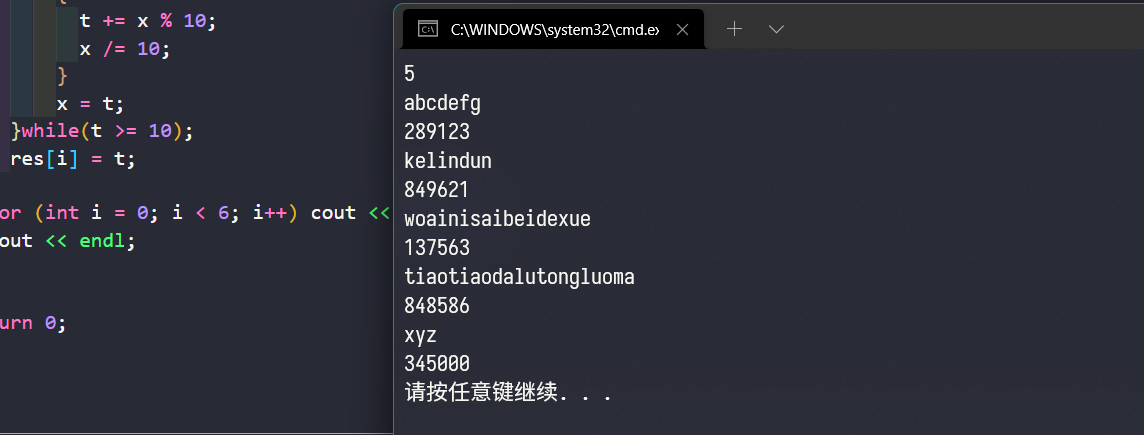 t += x % 10;
x /= 10;
}
x = t;
}while(t >= 10);
res[i] = t;
or (int i = 0; i < 6; i++) cout <<
out << endl;
urn 0;
C:\WINDOWS\system32\cmd.ex
5
abcdefg
289123
kelindun
849621
woainisaibeidexue
137563
tiaotiaodalutongluoma
848586
xyz
345000
请按任意键继续. . .